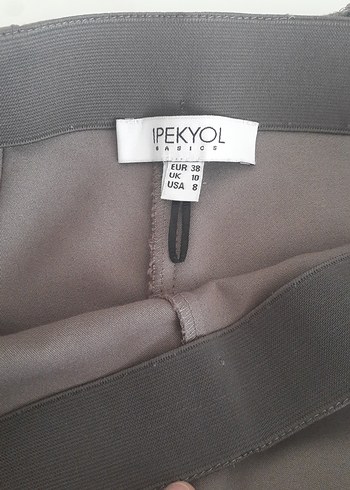 IPEKYOL
BASICS
EUR 38
UK 10
USA 8